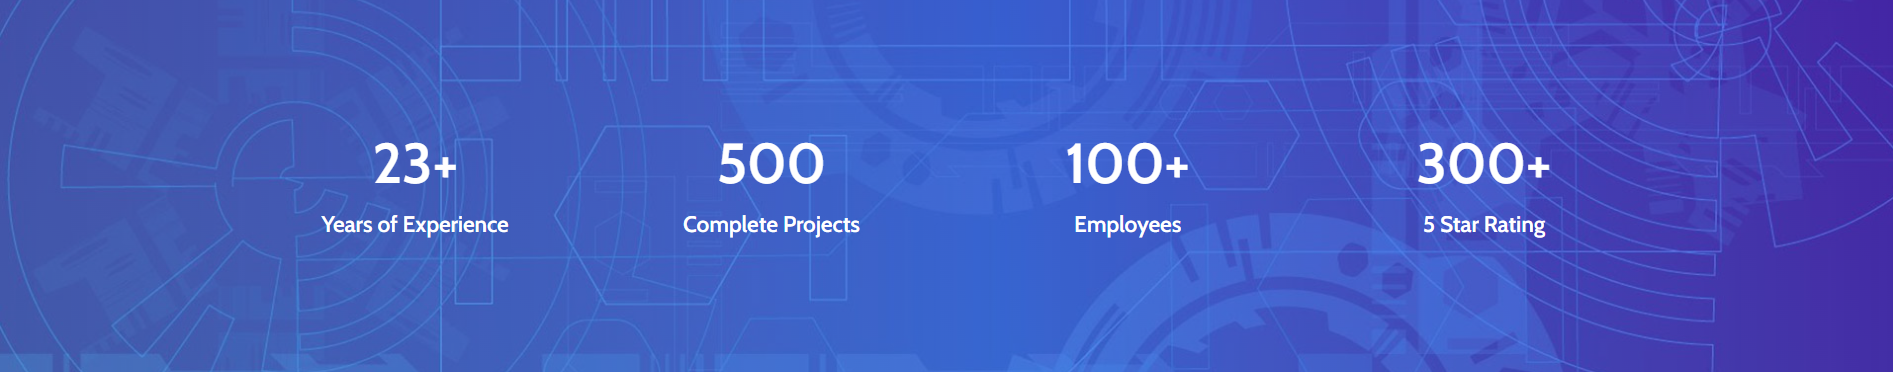 23+
Years of Experience
500
Complete Projects
100+
Employees
300+
5 Star Rating